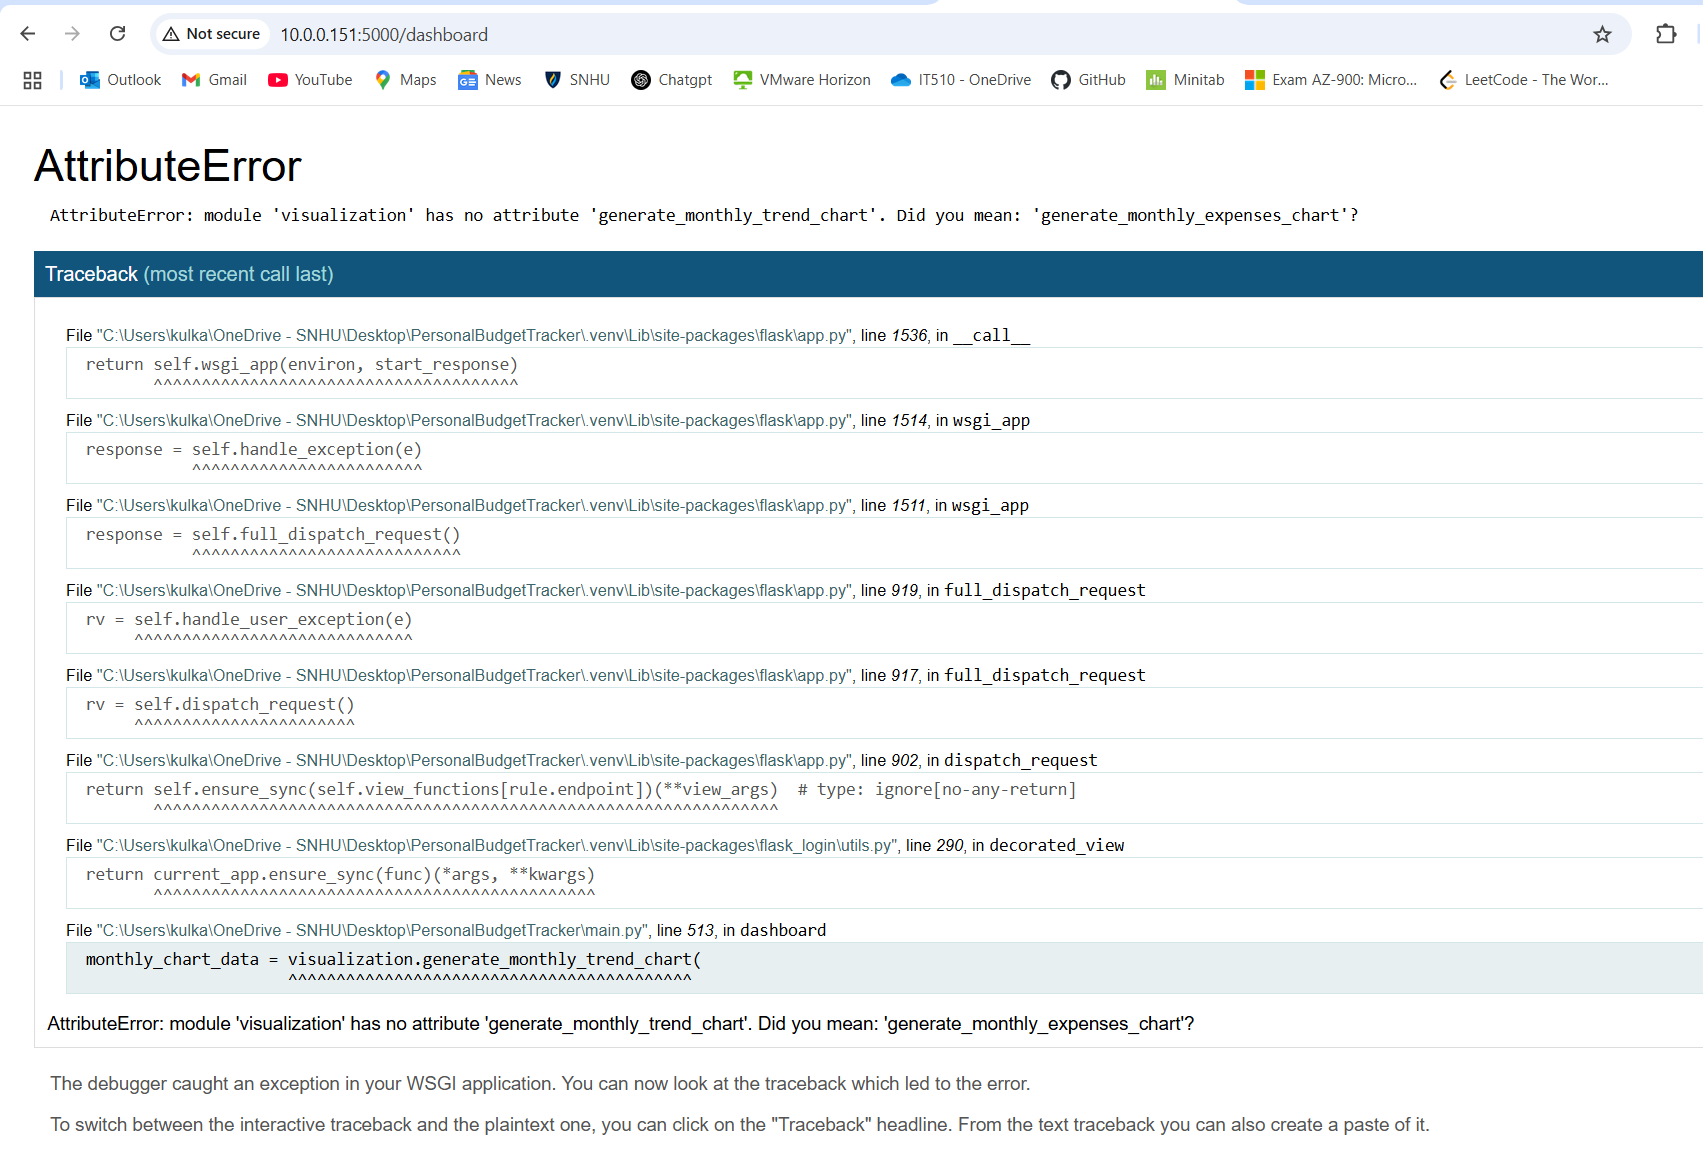 Not secure 10.0.0.151:5000/dashboard
Outlook Gmail YouTube Maps News SNHU Chatgpt VMware Horizon IT510 - OneDrive GitHub Minitab Exam AZ-900: Micro... LeetCode - The Wor...
AttributeError
AttributeError: module 'visualization' has no attribute 'generate_monthly_trend_chart'. Did you mean: 'generate_monthly_expenses_chart'?
Traceback (most recent call last)
File "C:\Users\kulka\OneDrive - SNHU\Desktop\PersonalBudgetTracker\.venv\Lib\site-packages\flask\app.py", line 1536, in __call__
return self.wsgi_app(environ, start_response)
^^^^^^^^^^^^^^^^^^^^^^^^^^^^^^^^^^^^^^
File "C:\Users\kulka\OneDrive - SNHU\Desktop\PersonalBudgetTracker\.venv\Lib\site-packages\flask\app.py", line 1514, in wsgi_app
response = self.handle_exception(e)
^^^^^^^^^^^^^^^^^^^^^^^^
File "C:\Users\kulka\OneDrive - SNHU\Desktop\PersonalBudgetTracker\.venv\Lib\site-packages\flask\app.py", line 1511, in wsgi_app
response = self.full_dispatch_request()
^^^^^^^^^^^^^^^^^^^^^^^^^^^^
File "C:\Users\kulka\OneDrive - SNHU\Desktop\PersonalBudgetTracker\.venv\Lib\site-packages\flask\app.py", line 919, in full_dispatch_request
rv = self.handle_user_exception(e)
^^^^^^^^^^^^^^^^^^^^^^^^^^^^^
File "C:\Users\kulka\OneDrive - SNHU\Desktop\PersonalBudgetTracker\.venv\Lib\site-packages\flask\app.py", line 917, in full_dispatch_request
rv = self.dispatch_request()
^^^^^^^^^^^^^^^^^^^^^^^
File "C:\Users\kulka\OneDrive - SNHU\Desktop\PersonalBudgetTracker\.venv\Lib\site-packages\flask\app.py", line 902, in dispatch_request
return self.ensure_sync(self.view_functions[rule.endpoint])(**view_args)  # type: ignore[no-any-return]
^^^^^^^^^^^^^^^^^^^^^^^^^^^^^^^^^^^^^^^^^^^^^^^^^^^^^^^^^^^^^^^^^
File "C:\Users\kulka\OneDrive - SNHU\Desktop\PersonalBudgetTracker\.venv\Lib\site-packages\flask_login\utils.py", line 290, in decorated_view
return current_app.ensure_sync(func)(*args, **kwargs)
^^^^^^^^^^^^^^^^^^^^^^^^^^^^^^^^^^^^^^^^^^^^^^
File "C:\Users\kulka\OneDrive - SNHU\Desktop\PersonalBudgetTracker\main.py", line 513, in dashboard
monthly_chart_data = visualization.generate_monthly_trend_chart(
^^^^^^^^^^^^^^^^^^^^^^^^^^^^^^^^^^^^^^^^^^
AttributeError: module 'visualization' has no attribute 'generate_monthly_trend_chart'. Did you mean: 'generate_monthly_expenses_chart'?
The debugger caught an exception in your WSGI application. You can now look at the traceback which led to the error.
To switch between the interactive traceback and the plaintext one, you can click on the "Traceback" headline. From the text traceback you can also create a paste of it.